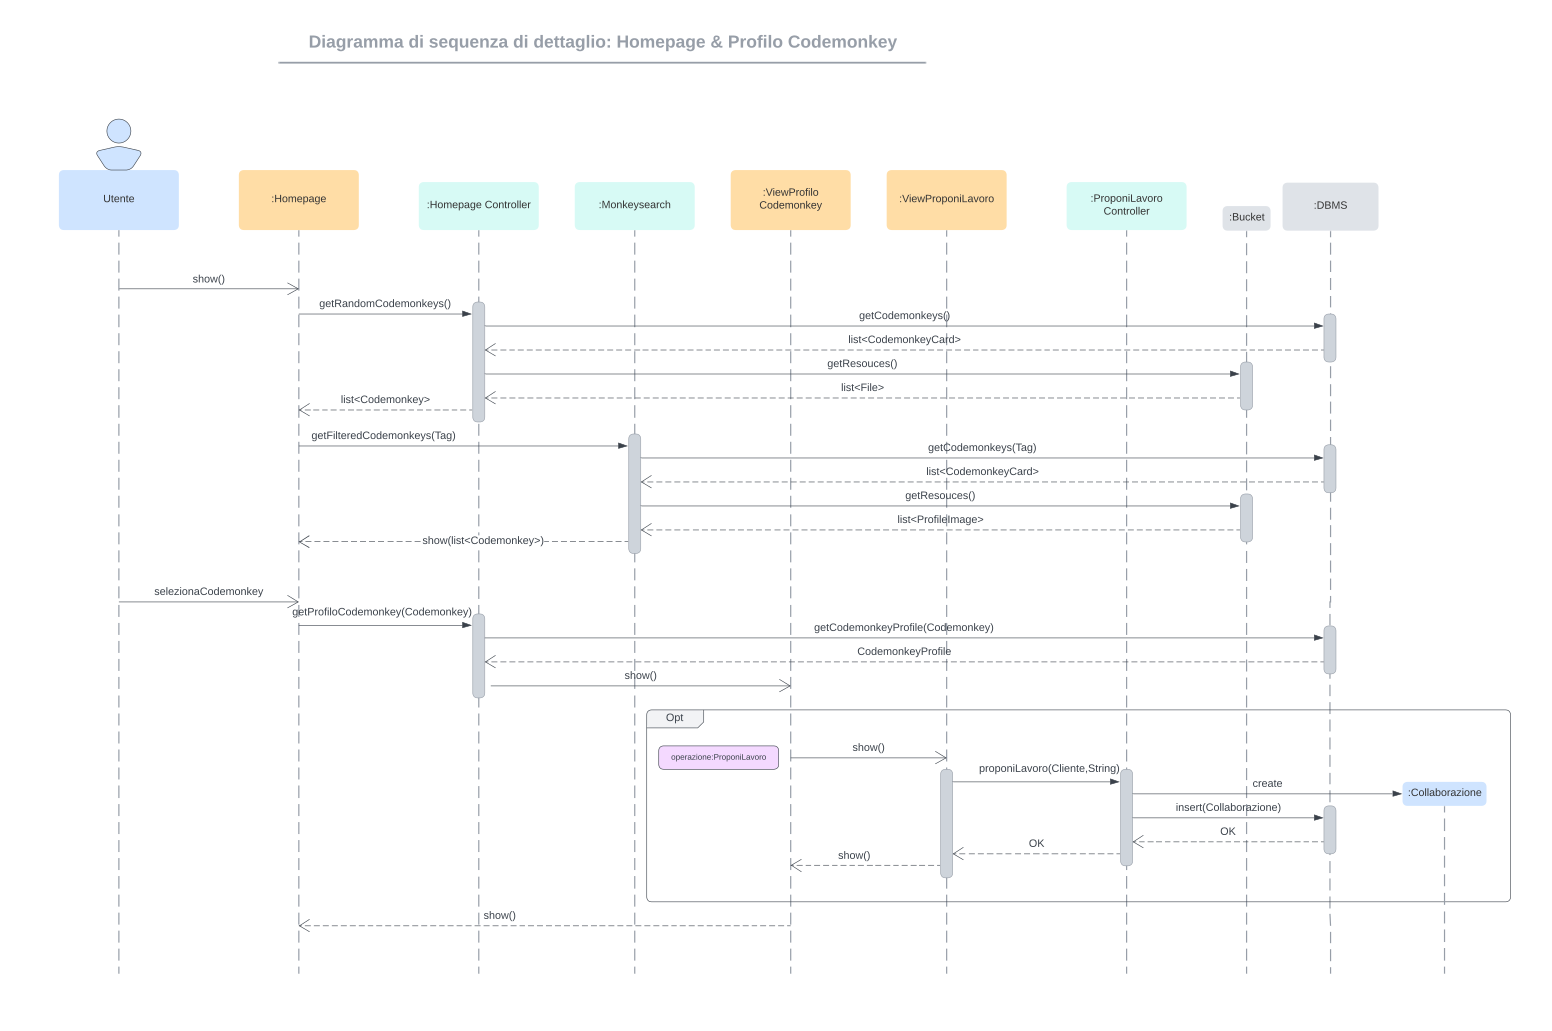 Diagramma di sequenza di dettaglio: Homepage & Profilo Codemonkey
Utente
:Homepage
:Homepage Controller
:Monkeysearch
:ViewProfilo
Codemonkey
:ViewProponiLavoro
:ProponiLavoro
Controller
:Bucket
:DBMS
show()
getRandomCodemonkeys()
getCodemonkeys()
list<CodemonkeyCard>
getResouces()
list<File>
list<Codemonkey>
getFilteredCodemonkeys(Tag)
getCodemonkeys(Tag)
list<CodemonkeyCard>
getResouces()
list<ProfileImage>
show(list<Codemonkey>)
selezionaCodemonkey
getProfiloCodemonkey(Codemonkey)
getCodemonkeyProfile(Codemonkey)
CodemonkeyProfile
show()
Opt
operazione:ProponiLavoro
show()
proponiLavoro(Cliente,String)
create
:Collaborazione
insert(Collaborazione)
OK
OK
show()
show()